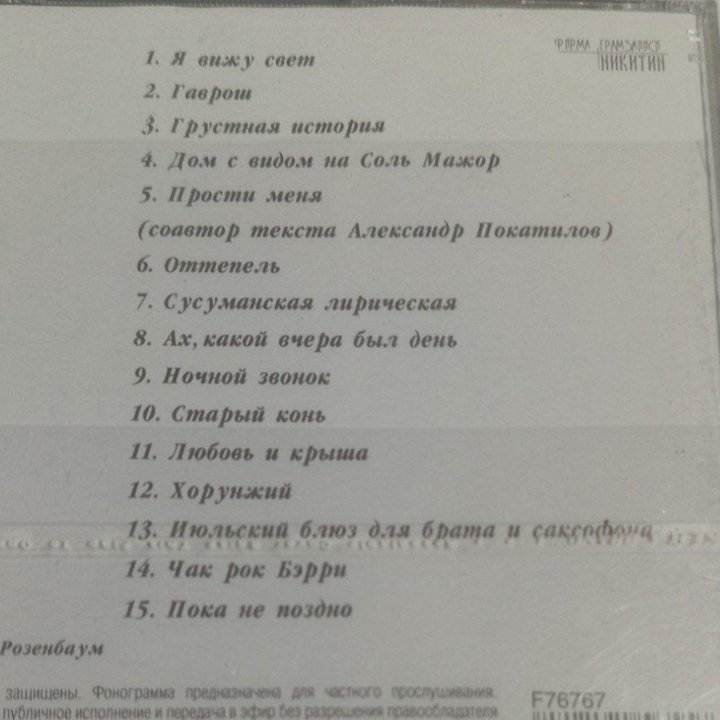 ФИРМА ГРАМЗАПИСИ
НИКИТИН
1. Я вижу свет
2. Гаврош
3. Грустная история
4. Дом с видом на Соль Мажор
5. Прости меня
(соавтор текста Александр Покатилов)
6. Оттепель
7. Сусуманская лирическая
8. Ах, какой вчера был день
9. Ночной звонок
10. Старый конь
11. Любовь и крыша
12. Хорунжий
13. Июльский блюз для брата и саксофона
14. Чак рок Бэрри
15. Пока не поздно
Розенбаум
защищены. Фонограмма предназначена для частного прослушивания.
публичное исполнение и передача в эфир без разрешения правообладателя
F76767